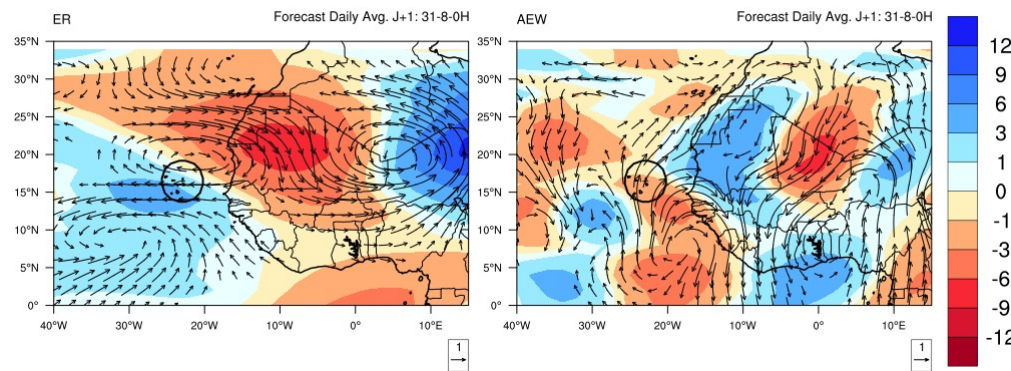 ER Forecast Daily Avg. J+1: 31-8-0H
35°N
30°N
25°N
20°N
15°N
10°N
5°N
0°
40°W 30°W 20°W 10°W 0° 10°E
1
AEW Forecast Daily Avg. J+1: 31-8-0H
35°N
30°N
25°N
20°N
15°N
10°N
5°N
0°
40°W 30°W 20°W 10°W 0° 10°E
1
12
9
6
3
1
0
-1
-3
-6
-9
-12